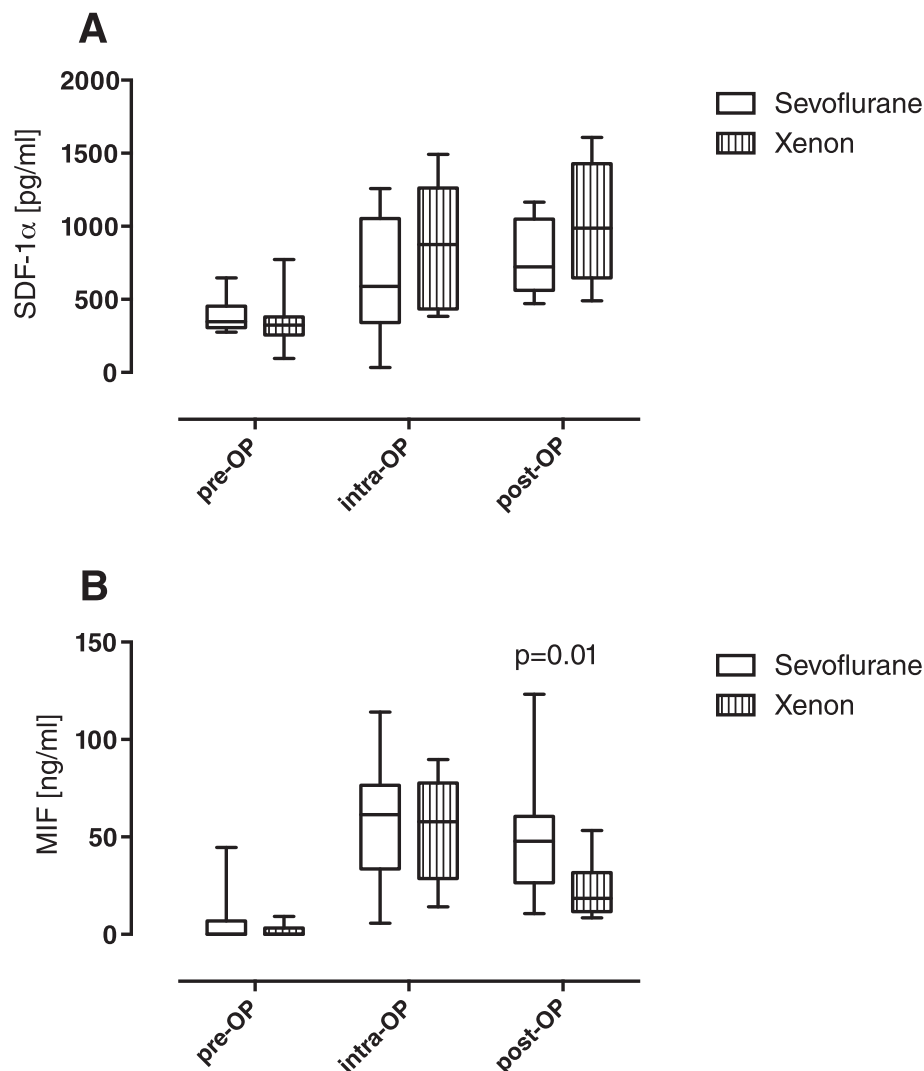 A
SDF-1α [pg/ml]
2000
1500
1000
500
0
pre-OP
intra-OP
post-OP
Sevoflurane
Xenon
B
MIF [ng/ml]
150
100
50
0
p=0.01
pre-OP
intra-OP
post-OP
Sevoflurane
Xenon